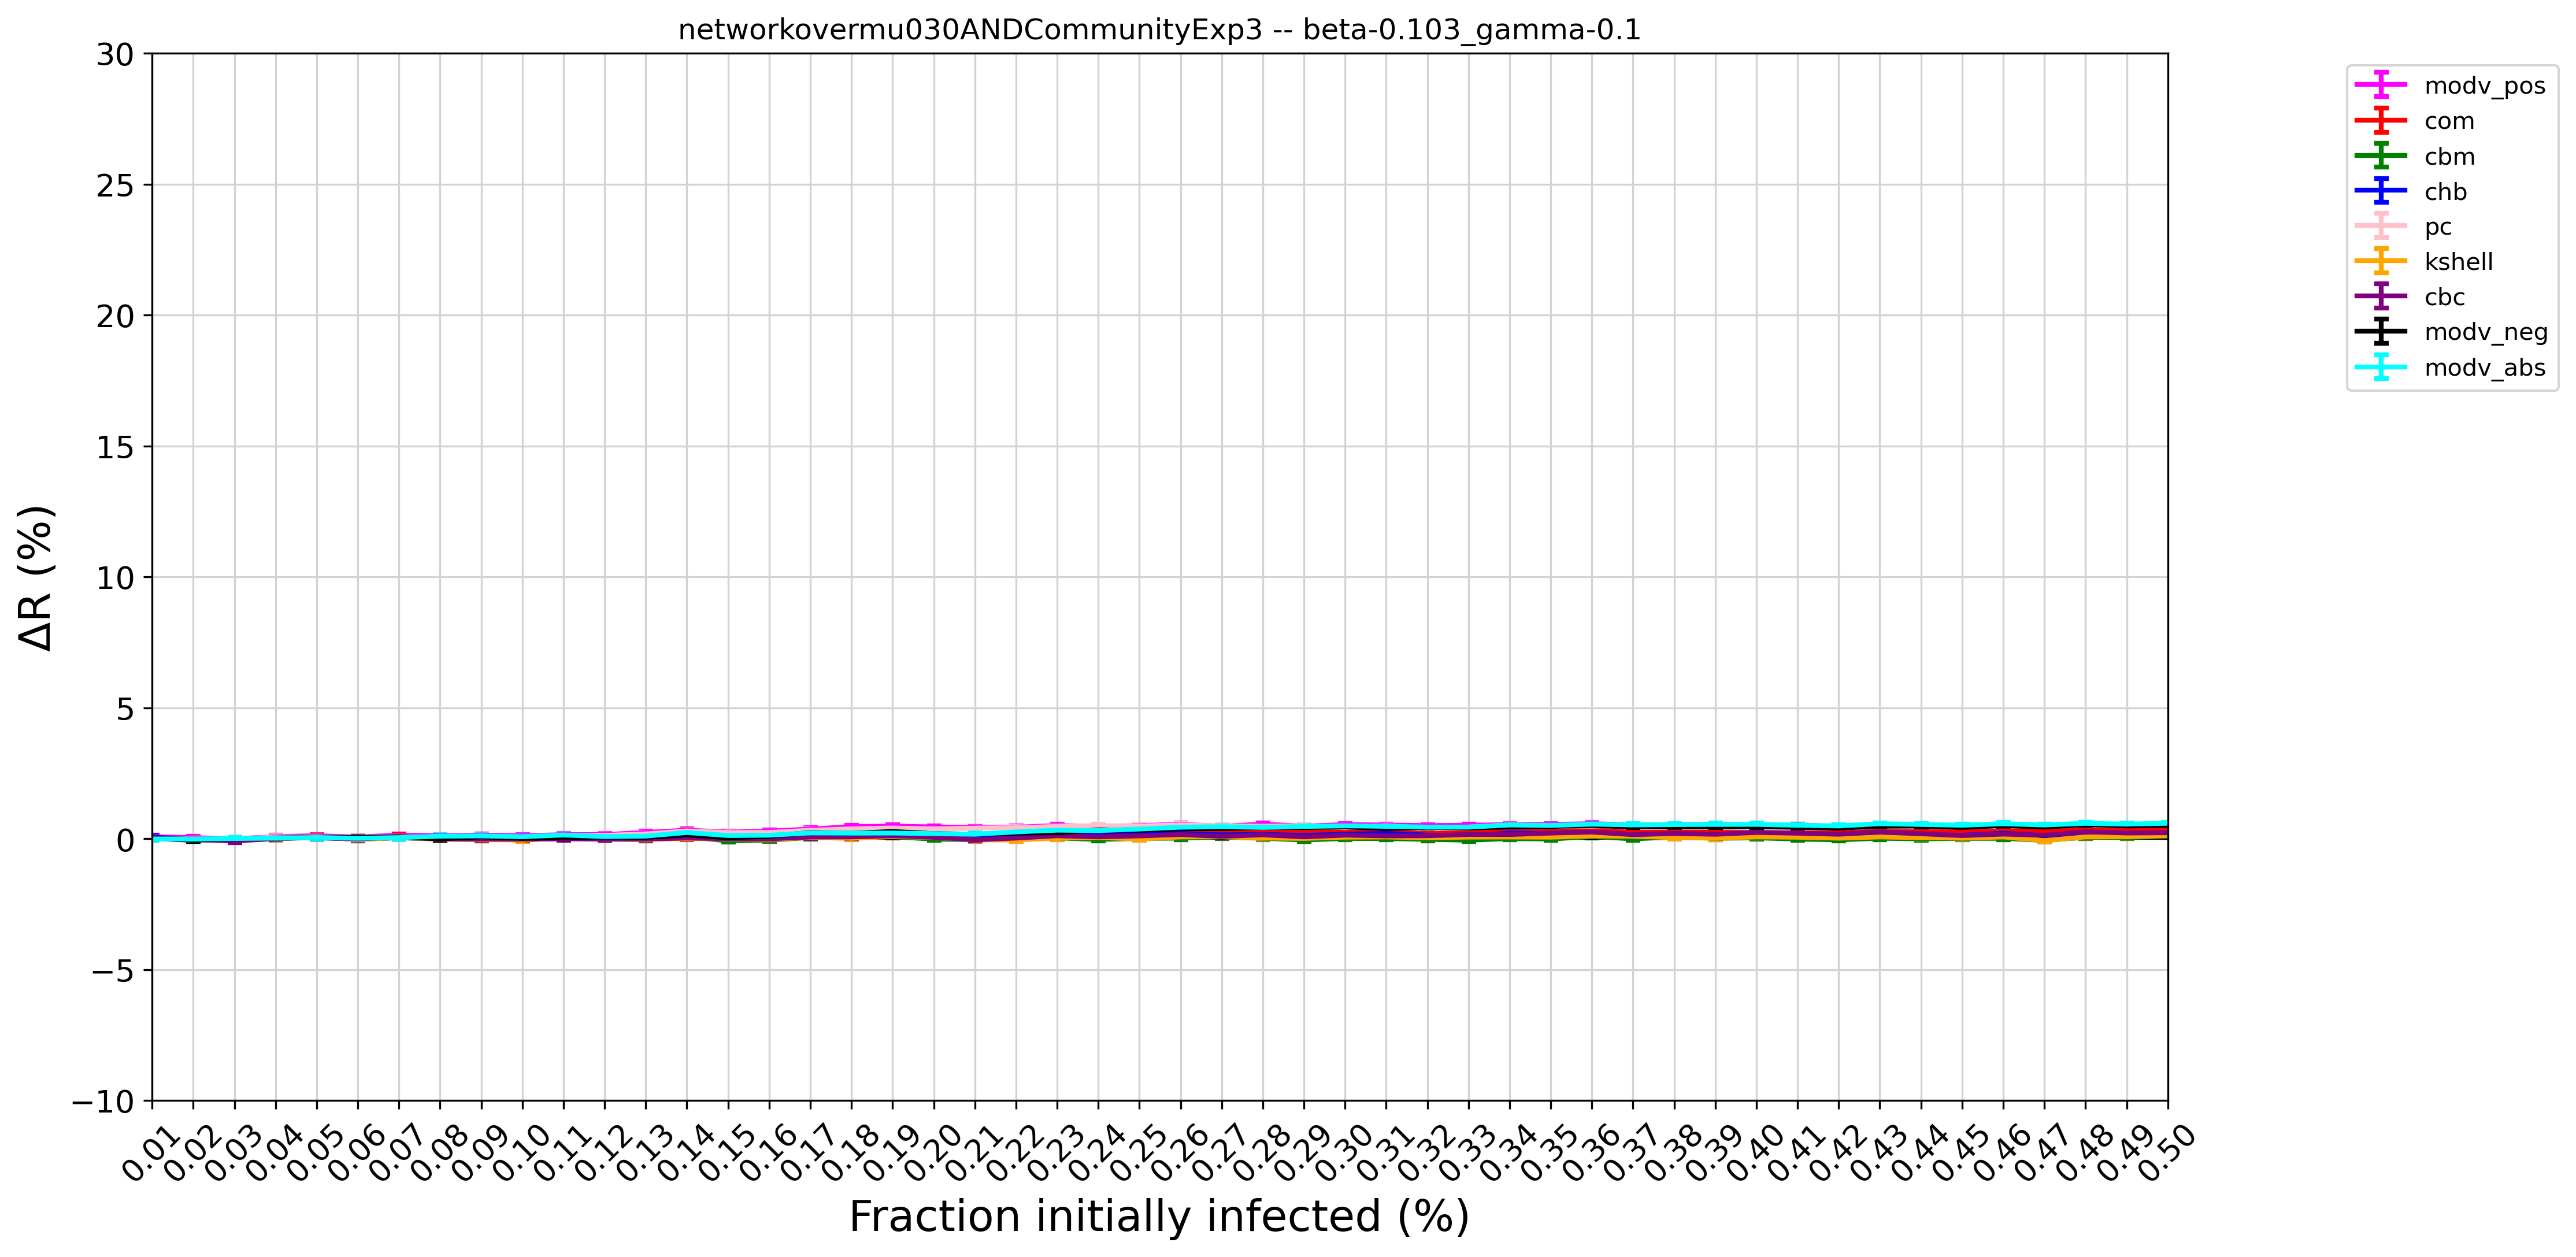 networkovermu030ANDCommunityExp3 -- beta-0.103_gamma-0.1
30
25
20
15
10
5
0
−5
−10
ΔR (%)
0.01 0.02 0.03 0.04 0.05 0.06 0.07 0.08 0.09 0.10 0.11 0.12 0.13 0.14 0.15 0.16 0.17 0.18 0.19 0.20 0.21 0.22 0.23 0.24 0.25 0.26 0.27 0.28 0.29 0.30 0.31 0.32 0.33 0.34 0.35 0.36 0.37 0.38 0.39 0.40 0.41 0.42 0.43 0.44 0.45 0.46 0.47 0.48 0.49 0.50
Fraction initially infected (%)
modv_pos
com
cbm
chb
pc
kshell
cbc
modv_neg
modv_abs